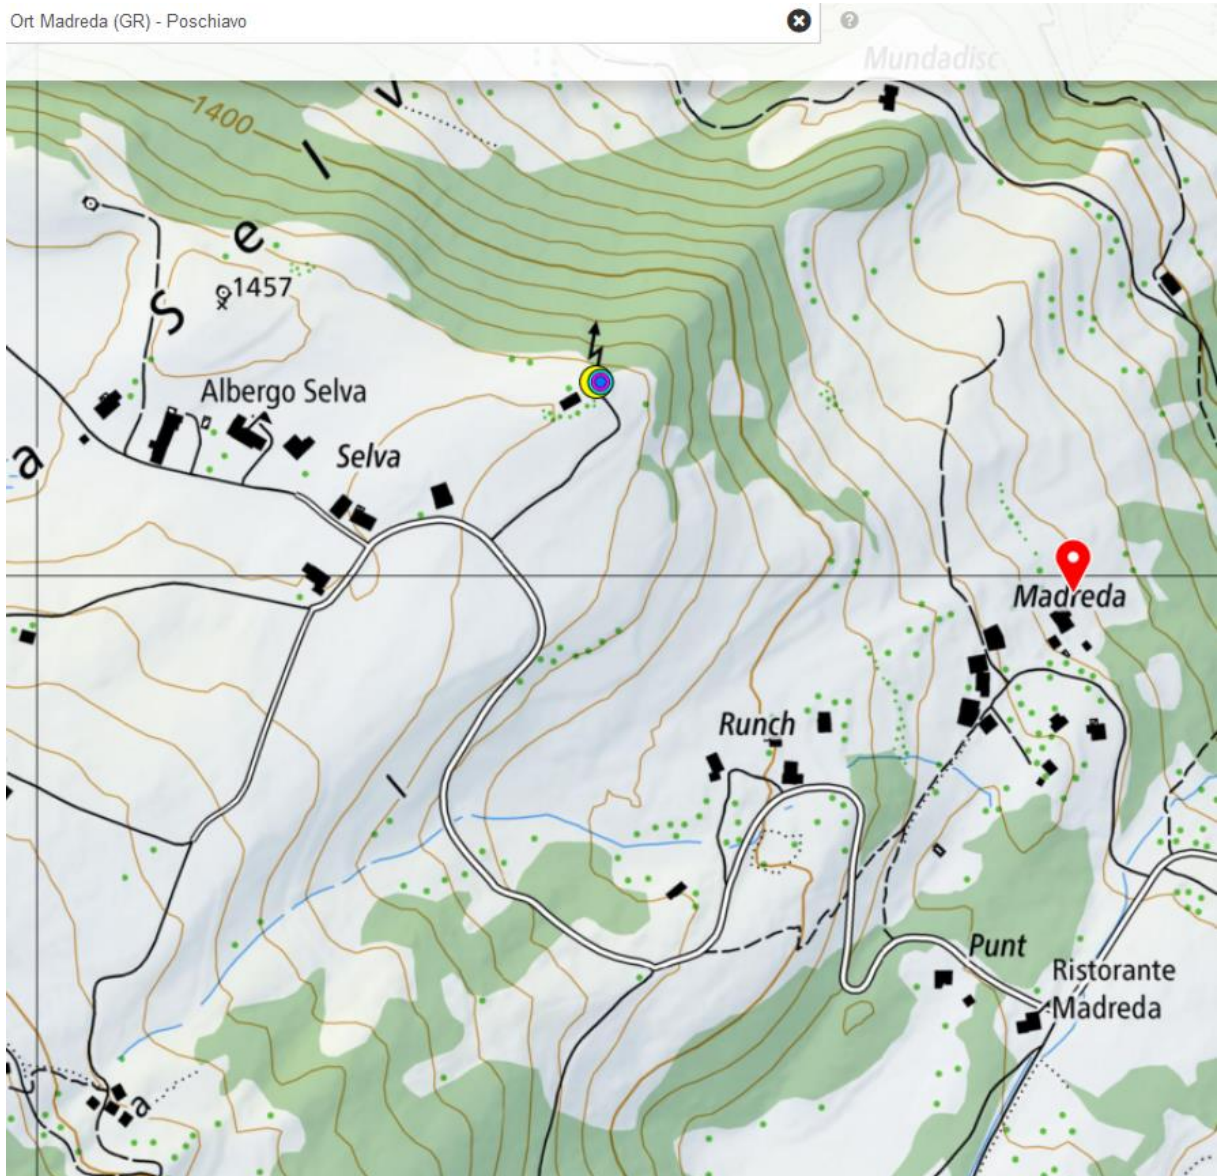 Ort Madreda (GR) - Poschiavo
Mundadisc
1400
S e l v a
1457
Albergo Selva
Selva
Madreda
Runch
Punt
Ristorante
Madreda
a